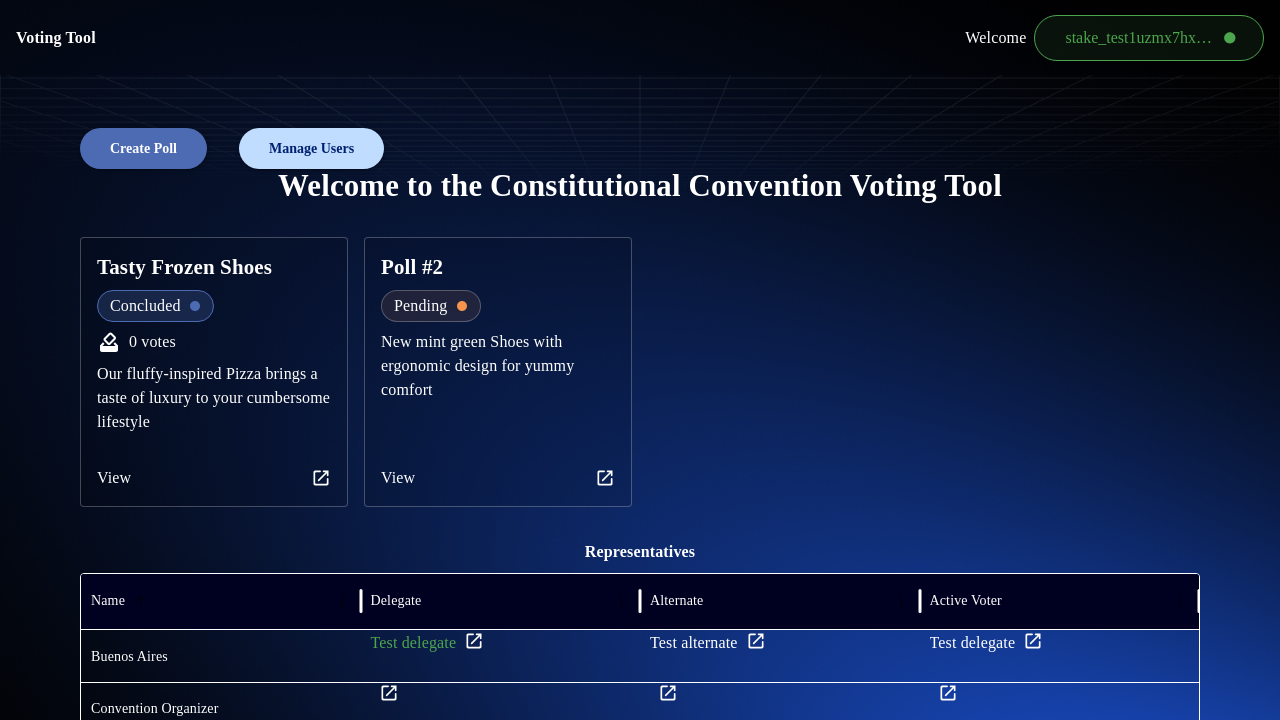 Voting Tool
Welcome
stake_test1uzmx7hx…
Create Poll
Manage Users
Welcome to the Constitutional Convention Voting Tool
Tasty Frozen Shoes
Concluded
0 votes
Our fluffy-inspired Pizza brings a
taste of luxury to your cumbersome
lifestyle
View
Poll #2
Pending
New mint green Shoes with
ergonomic design for yummy
comfort
View
Representatives
Name
Delegate
Alternate
Active Voter
Buenos Aires
Test delegate
Test alternate
Test delegate
Convention Organizer